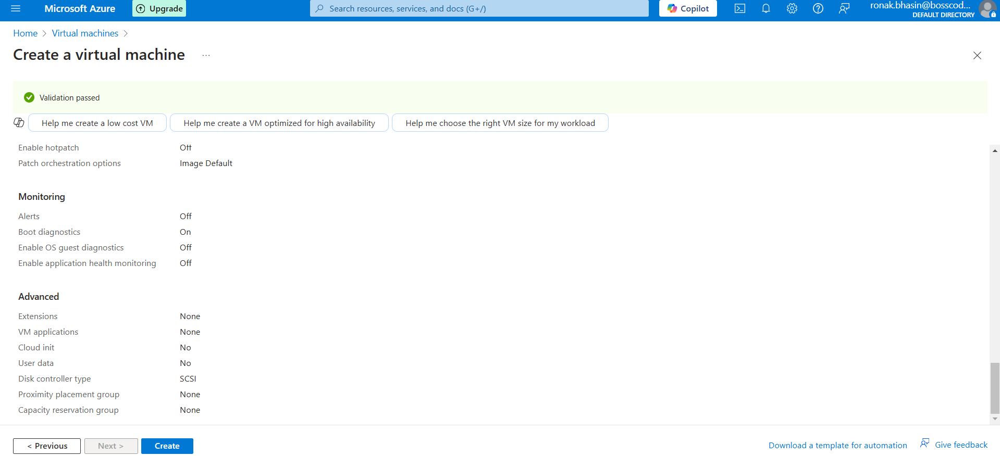 Microsoft Azure
Upgrade
Search resources, services, and docs (G+/)
Copilot
ronak.bhasin@bosscod...
DEFAULT DIRECTORY
Home > Virtual machines >
Create a virtual machine ...
Validation passed
Help me create a low cost VM
Help me create a VM optimized for high availability
Help me choose the right VM size for my workload
Enable hotpatch Off
Patch orchestration options Image Default
Monitoring
Alerts Off
Boot diagnostics On
Enable OS guest diagnostics Off
Enable application health monitoring Off
Advanced
Extensions None
VM applications None
Cloud init No
User data No
Disk controller type SCSI
Proximity placement group None
Capacity reservation group None
< Previous
Next >
Create
Download a template for automation
Give feedback